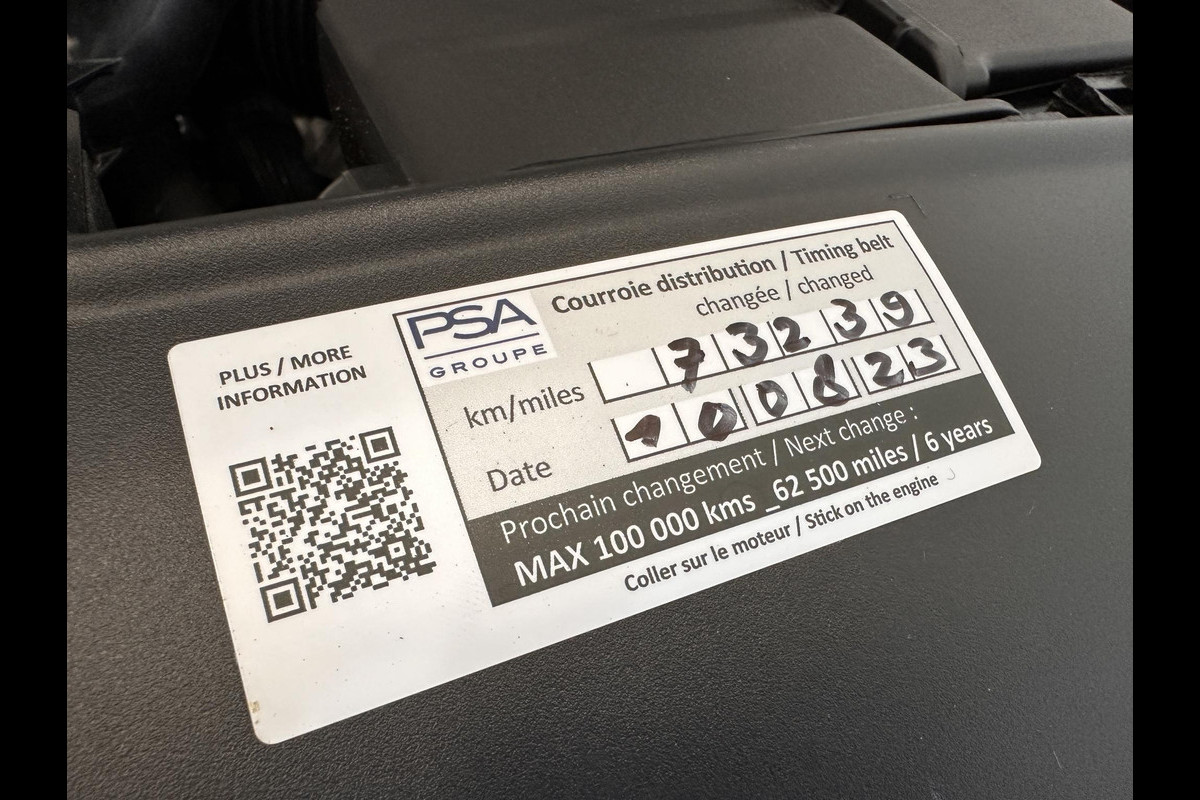 PLUS / MORE
INFORMATION
PSA
GROUPE
Courroie distribution / Timing belt
changée / changed
km/miles 73239
Date 100823
Prochain changement / Next change :
MAX 100 000 kms _62 500 miles / 6 years
Coller sur le moteur / Stick on the engine